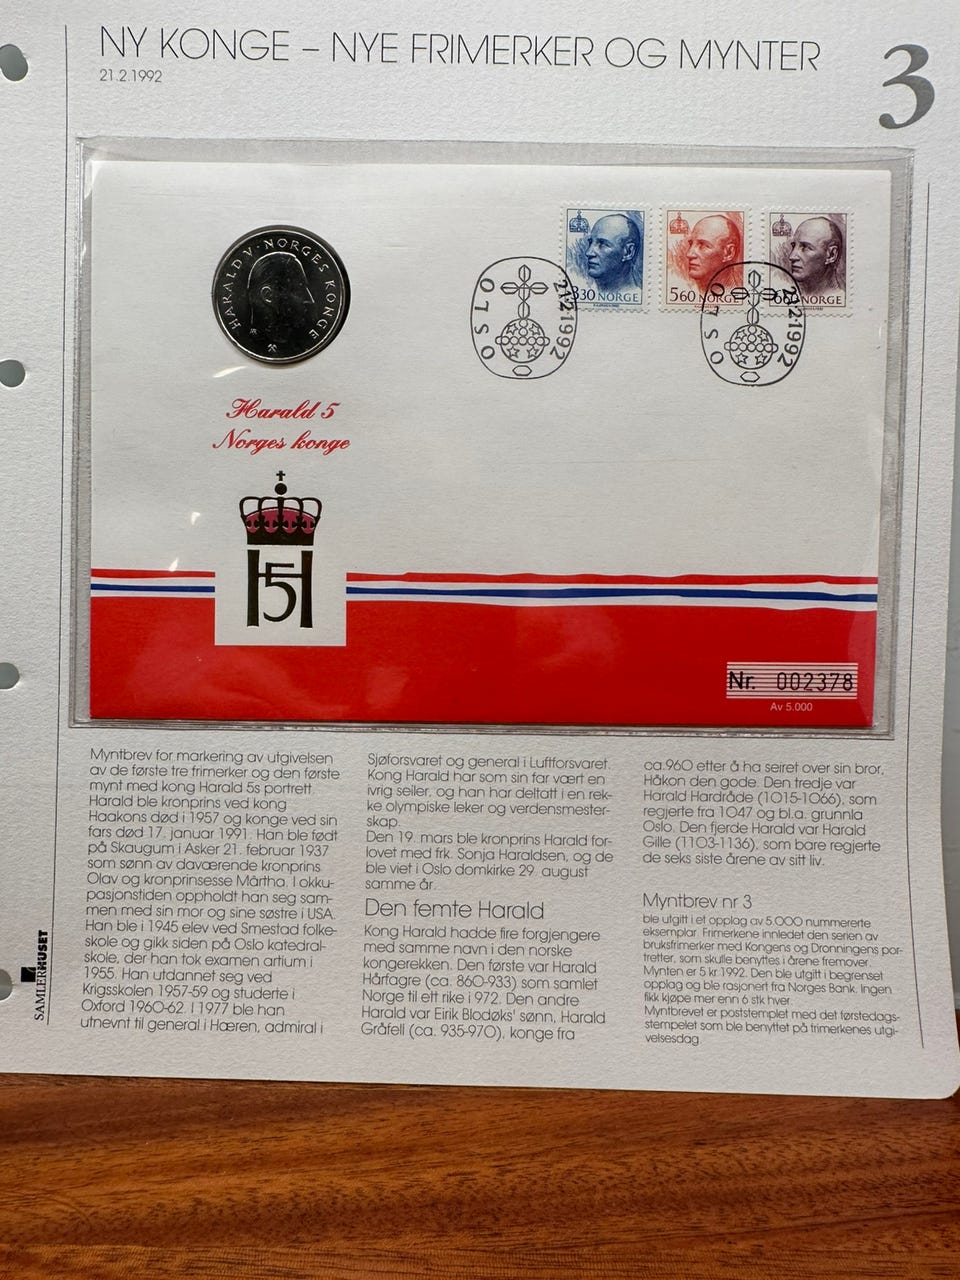 NY KONGE – NYE FRIMERKER OG MYNTER
21.2.1992
3
HARALD V · NORGES KONGE
3 30 NORGE
5 60 NORGE
OSLO
21.2.1992
OSLO
21.2.1992
Harald 5
Norges konge
H5
Nr. 002378
Av 5.000
Myntbrev for markering av utgivelsen
av de første tre frimerker og den første
mynt med kong Harald 5s portrett.
Harald ble kronprins ved kong
Haakons død i 1957 og konge ved sin
fars død 17. januar 1991. Han ble født
på Skaugum i Asker 21. februar 1937
som sønn av daværende kronprins
Olav og kronprinsesse Märtha. I okku-
pasjonstiden oppholdt han seg sam-
men med sin mor og sine søstre i USA.
Han ble i 1945 elev ved Smestad folke-
skole og gikk siden på Oslo katedral-
skole, der han tok examen artium i
1955. Han utdannet seg ved
Krigsskolen 1957-59 og studerte i
Oxford 1960-62. I 1977 ble han
utnevnt til general i Hæren, admiral i
Sjøforsvaret og general i Luftforsvaret.
Kong Harald har som sin far vært en
ivrig seiler, og han har deltatt i en rek-
ke olympiske leker og verdensmester-
skap.
Den 19. mars ble kronprins Harald for-
lovet med frk. Sonja Haraldsen, og de
ble viet i Oslo domkirke 29. august
samme år.
Den femte Harald
Kong Harald hadde fire forgjengere
med samme navn i den norske
kongerekken. Den første var Harald
Hårfagre (ca. 860-933) som samlet
Norge til ett rike i 972. Den andre
Harald var Eirik Blodøks' sønn, Harald
Gråfell (ca. 935-970), konge fra
ca.960 etter å ha seiret over sin bror,
Håkon den gode. Den tredje var
Harald Hardråde (1015-1066), som
regjerte fra 1047 og bl.a. grunnla
Oslo. Den fjerde Harald var Harald
Gille (1103-1136), som bare regjerte
de seks siste årene av sitt liv.
Myntbrev nr 3
ble utgitt i et opplag av 5.000 nummererte
eksemplar. Frimerkene innledet den serien av
bruksfrimerker med Kongens og Dronningens por-
tretter, som skulle benyttes i årene fremover.
Mynten er 5 kr 1992. Den ble utgitt i begrenset
opplag og ble rasjonert fra Norges Bank. Ingen
fikk kjøpe mer enn 6 stk hver.
Myntbrevet er poststemplet med det førstedags-
stempelet som ble benyttet på frimerkenes utgi-
velsesdag.
SAMLERHUSET